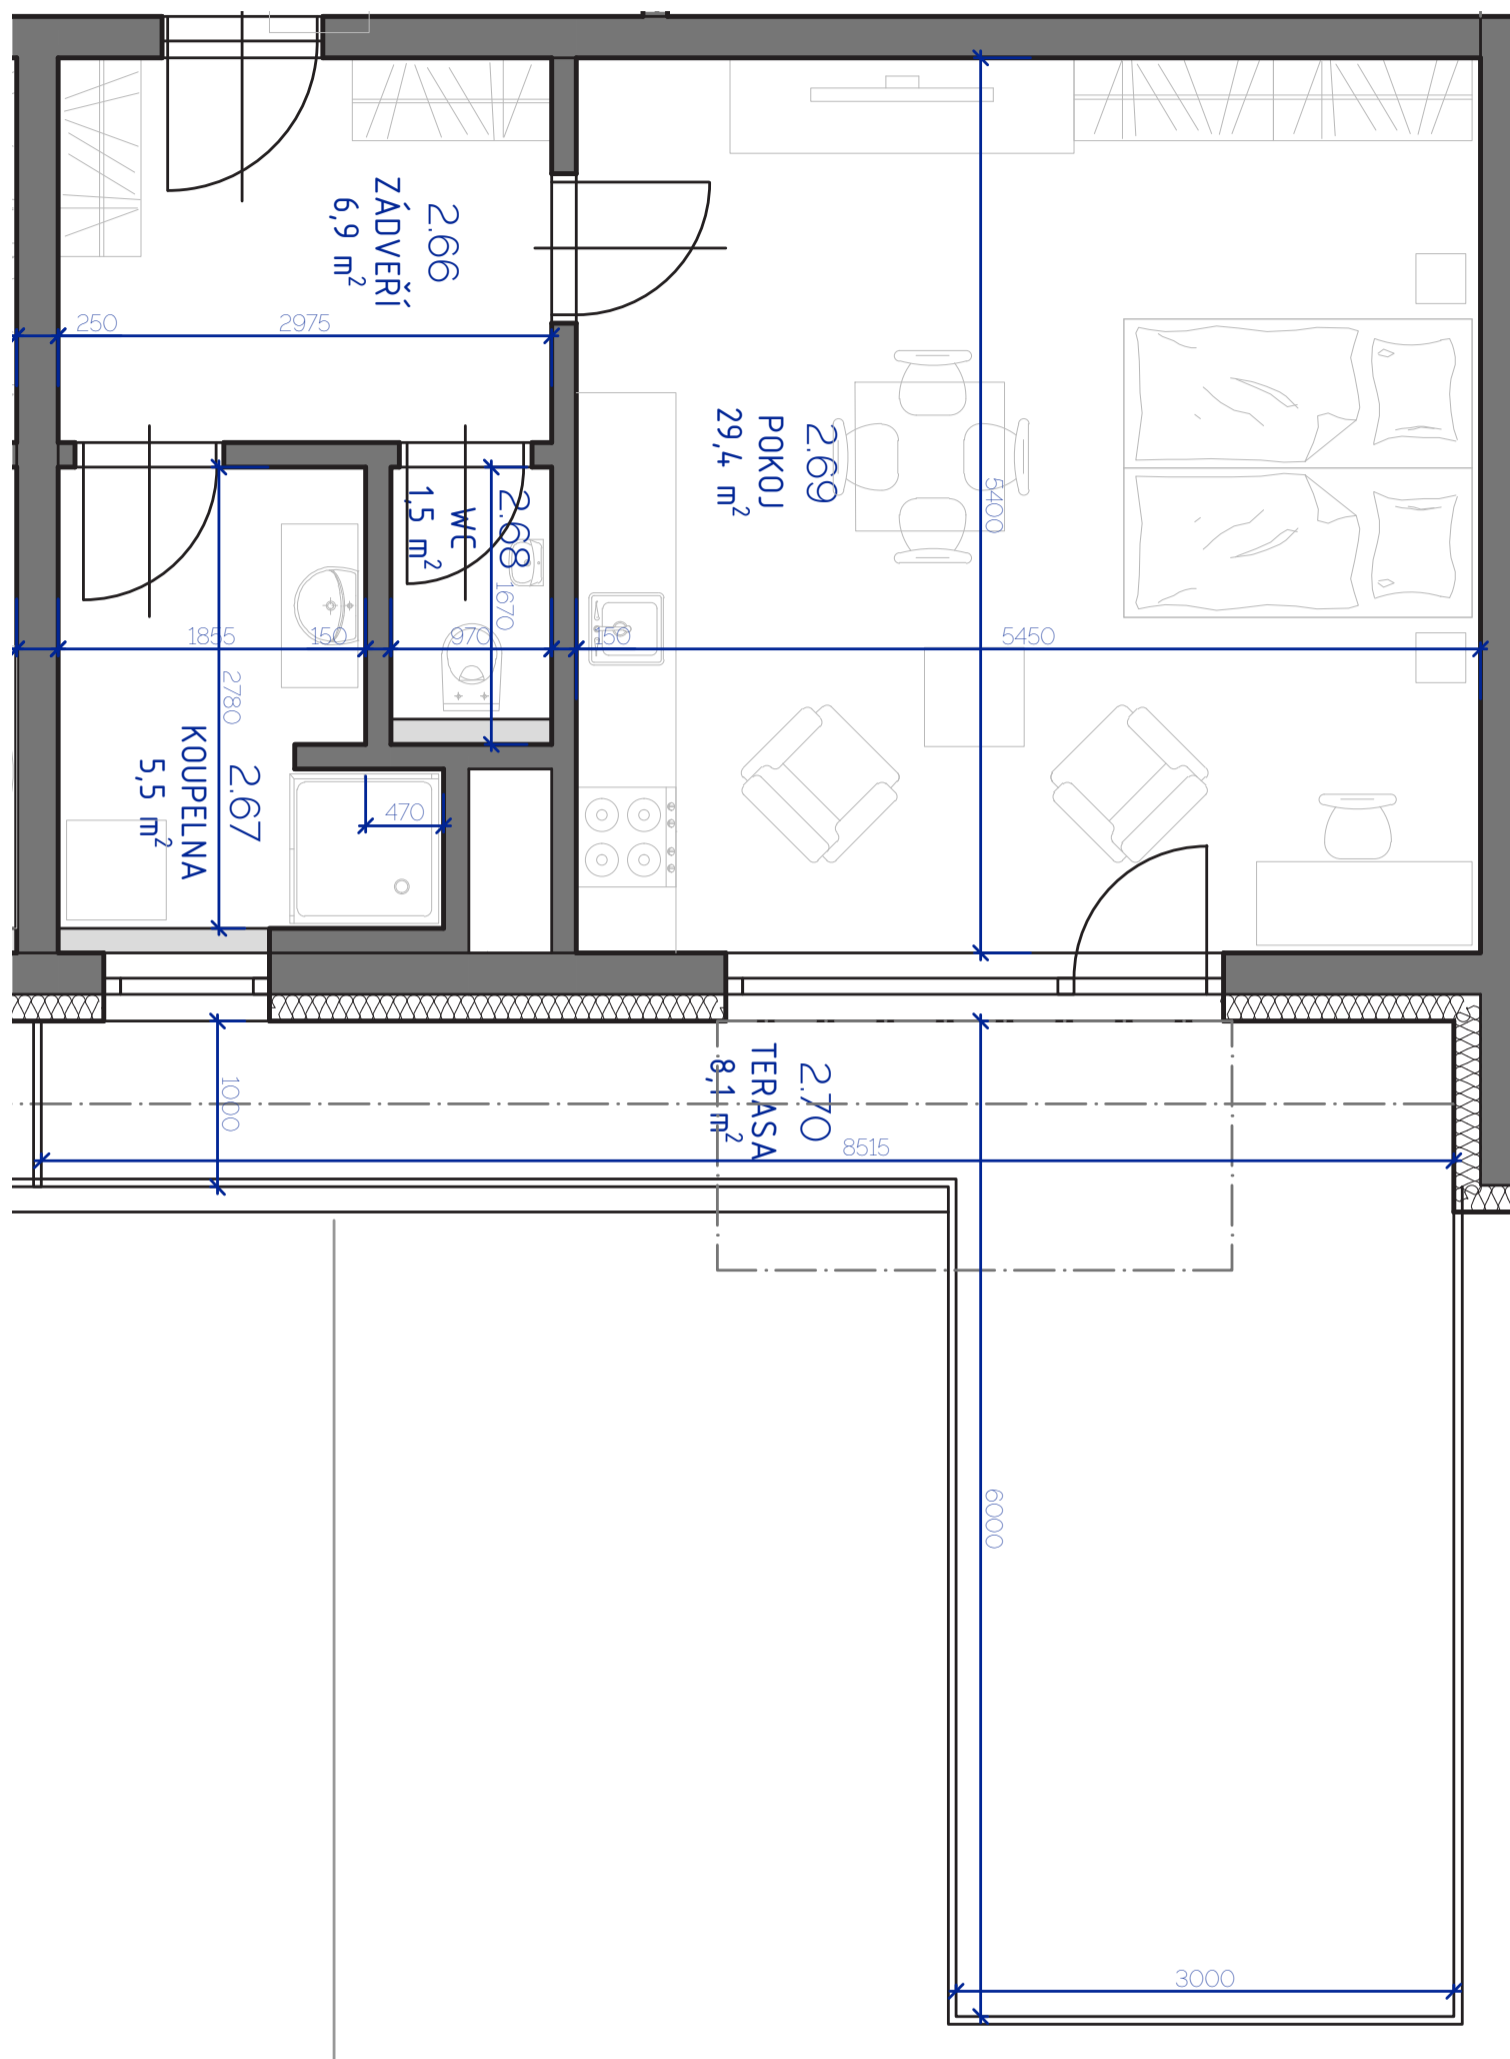 2.66
ZÁDVEŘÍ
6,9 m²
250
2975
2.69
POKOJ
29,4 m²
5400
2.68
WC
1,5 m²
1670
1855
150
970
150
5450
2780
2.67
KOUPELNA
5,5 m²
470
2.70
TERASA
8,1 m²
1000
8515
6000
3000